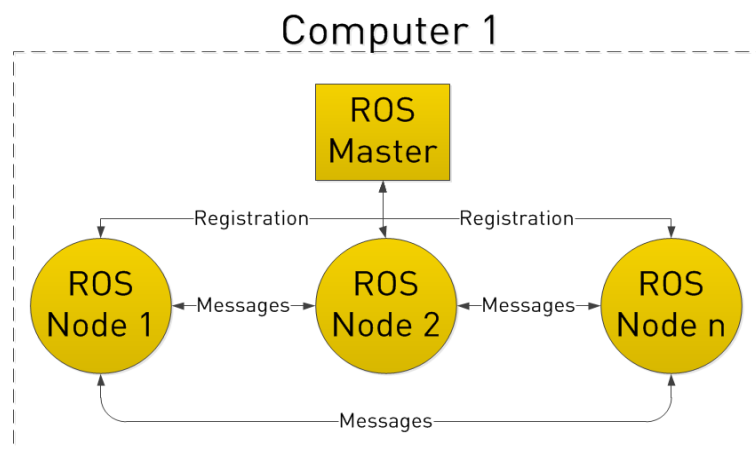 Computer 1
ROS
Master
Registration
Registration
ROS
Node 1
Messages
ROS
Node 2
Messages
ROS
Node n
Messages